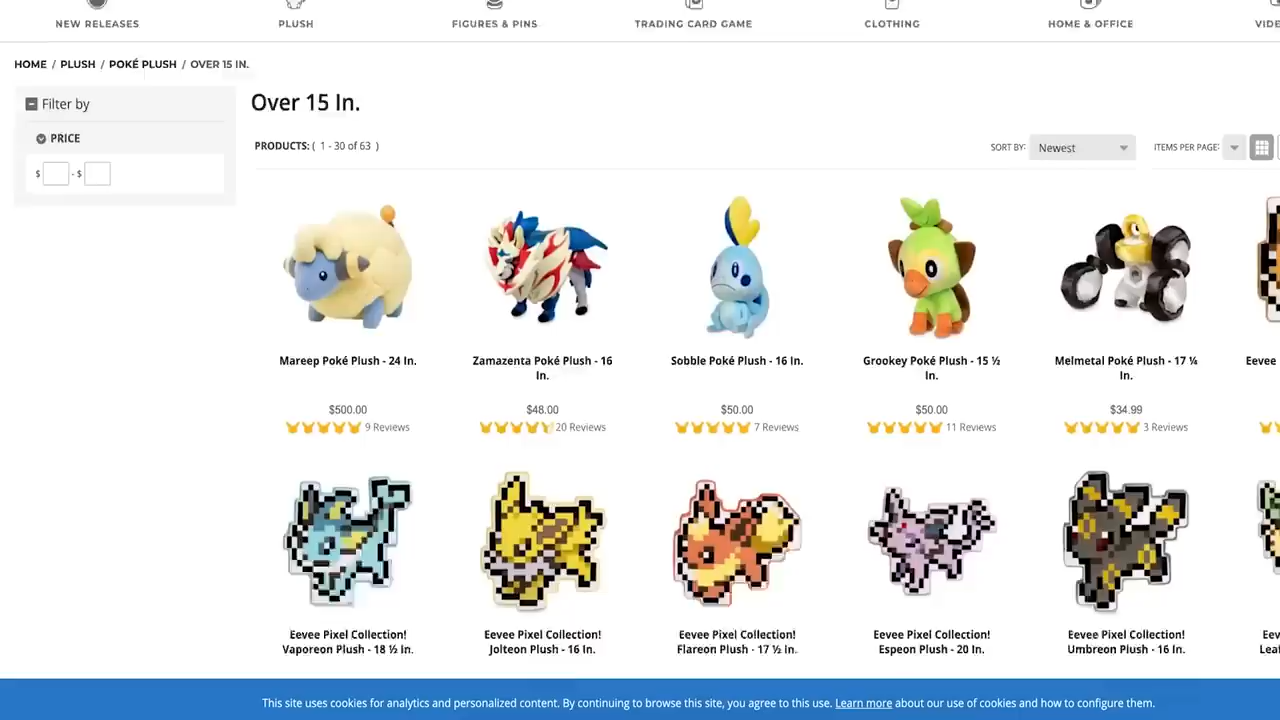 NEW RELEASES
PLUSH
FIGURES & PINS
TRADING CARD GAME
CLOTHING
HOME & OFFICE
HOME / PLUSH / POKÉ PLUSH / OVER 15 IN.
Filter by
PRICE
$ - $
Over 15 In.
PRODUCTS: ( 1 - 30 of 63 )
SORT BY: Newest
ITEMS PER PAGE:
Mareep Poké Plush - 24 In.
$500.00
9 Reviews
Zamazenta Poké Plush - 16
In.
$48.00
20 Reviews
Sobble Poké Plush - 16 In.
$50.00
7 Reviews
Grookey Poké Plush - 15 ½
In.
$50.00
11 Reviews
Melmetal Poké Plush - 17 ¼
In.
$34.99
3 Reviews
Eevee
Eevee Pixel Collection!
Vaporeon Plush - 18 ½ In.
Eevee Pixel Collection!
Jolteon Plush - 16 In.
Eevee Pixel Collection!
Flareon Plush - 17 ½ In.
Eevee Pixel Collection!
Espeon Plush - 20 In.
Eevee Pixel Collection!
Umbreon Plush - 16 In.
This site uses cookies for analytics and personalized content. By continuing to browse this site, you agree to this use. Learn more about our use of cookies and how to configure them.